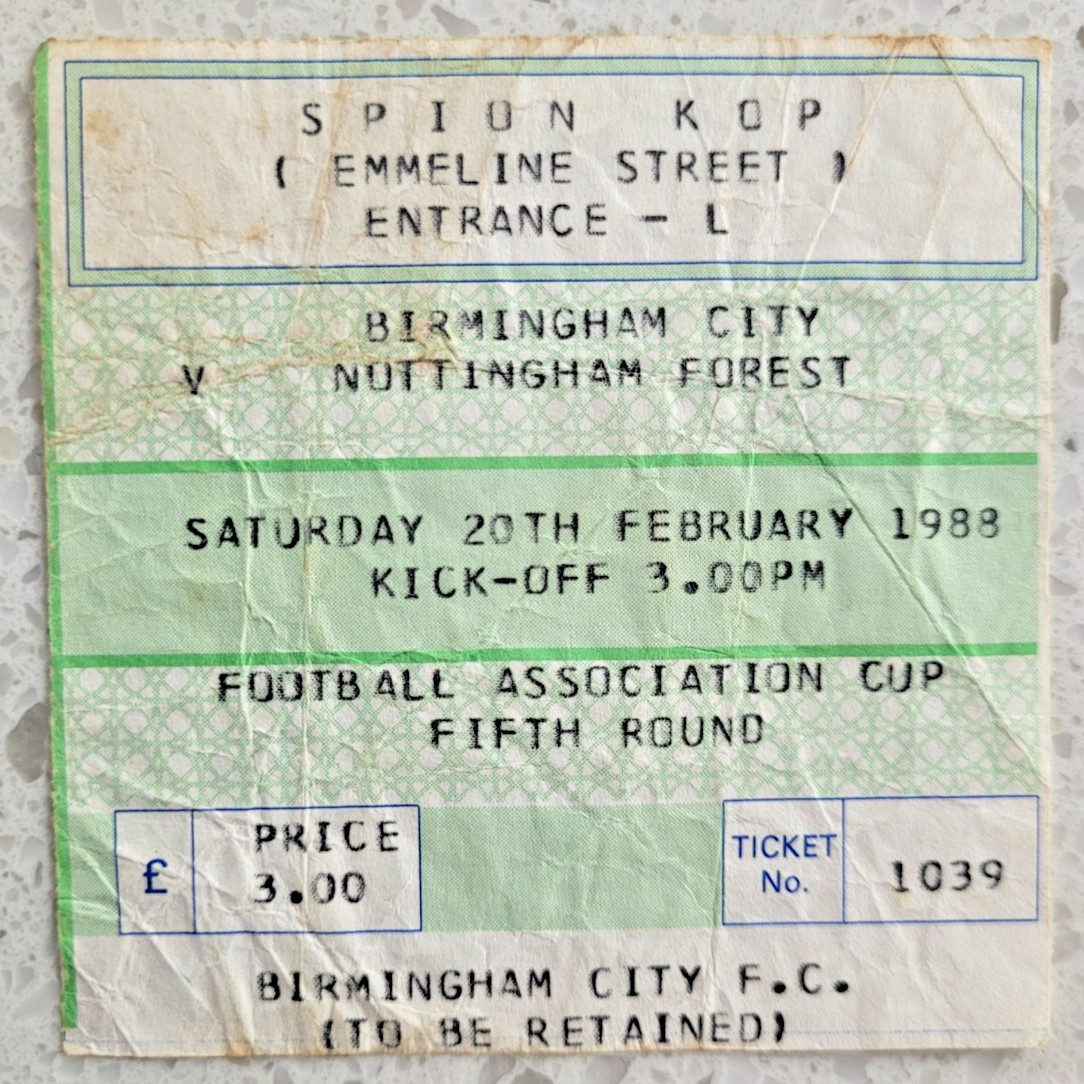 SPION KOP
( EMMELINE STREET )
ENTRANCE - L
BIRMINGHAM CITY
V NOTTINGHAM FOREST
SATURDAY 20TH FEBRUARY 1988
KICK-OFF 3.00PM
FOOTBALL ASSOCIATION CUP
FIFTH ROUND
£ PRICE
3.00
TICKET
No. 1039
BIRMINGHAM CITY F.C.
(TO BE RETAINED)